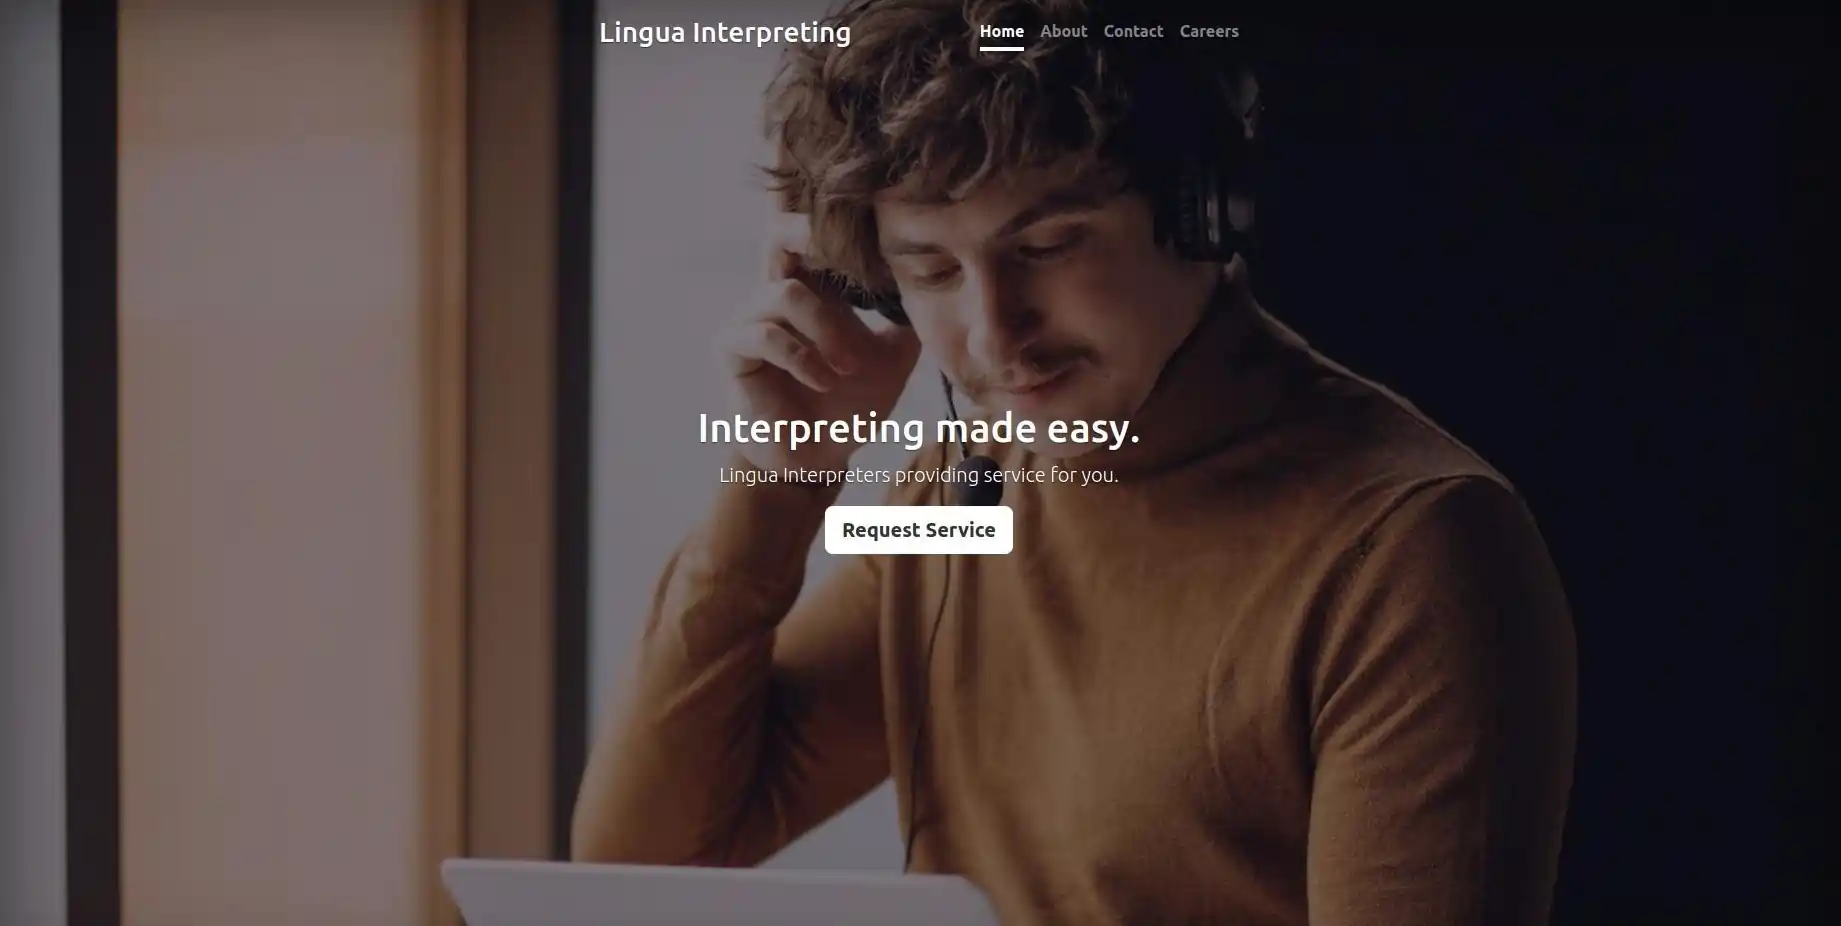 Lingua Interpreting
Home About Contact Careers
Interpreting made easy.
Lingua Interpreters providing service for you.
Request Service